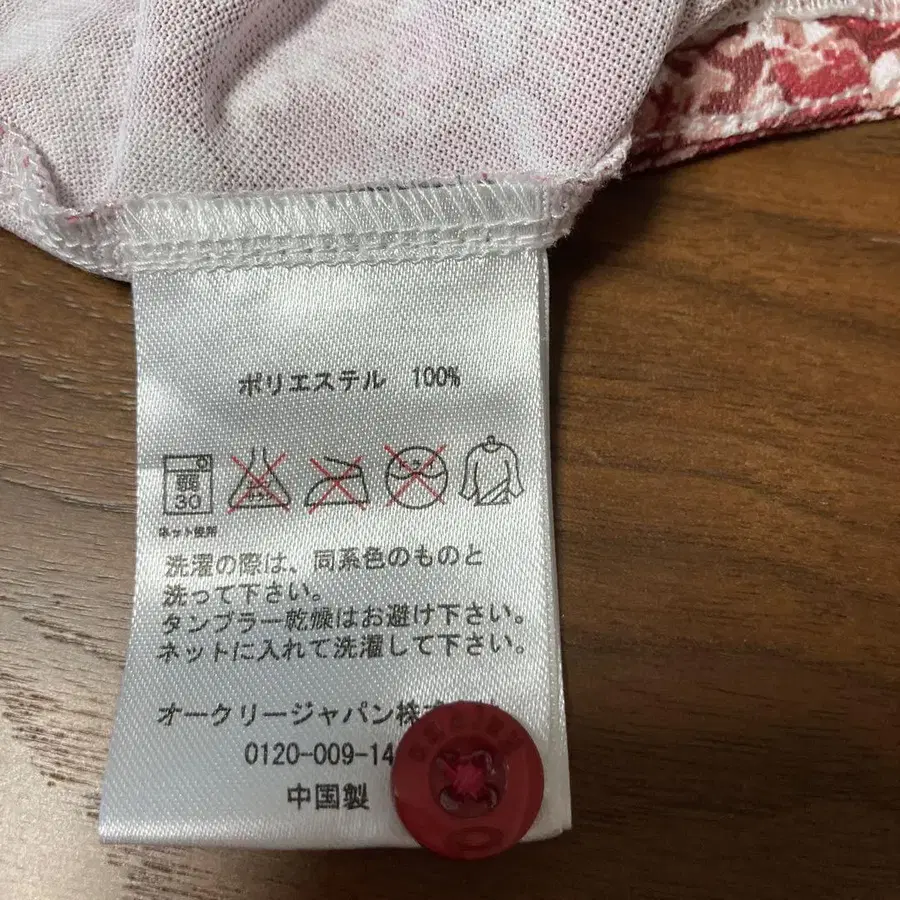 ポリエステル 100%
弱
30
ネット使用
洗濯の際は、同系色のものと
洗って下さい。
タンブラー乾燥はお避け下さい。
ネットに入れて洗濯して下さい。
オークリージャパン株
0120-009-14
中国製
OAKLEY